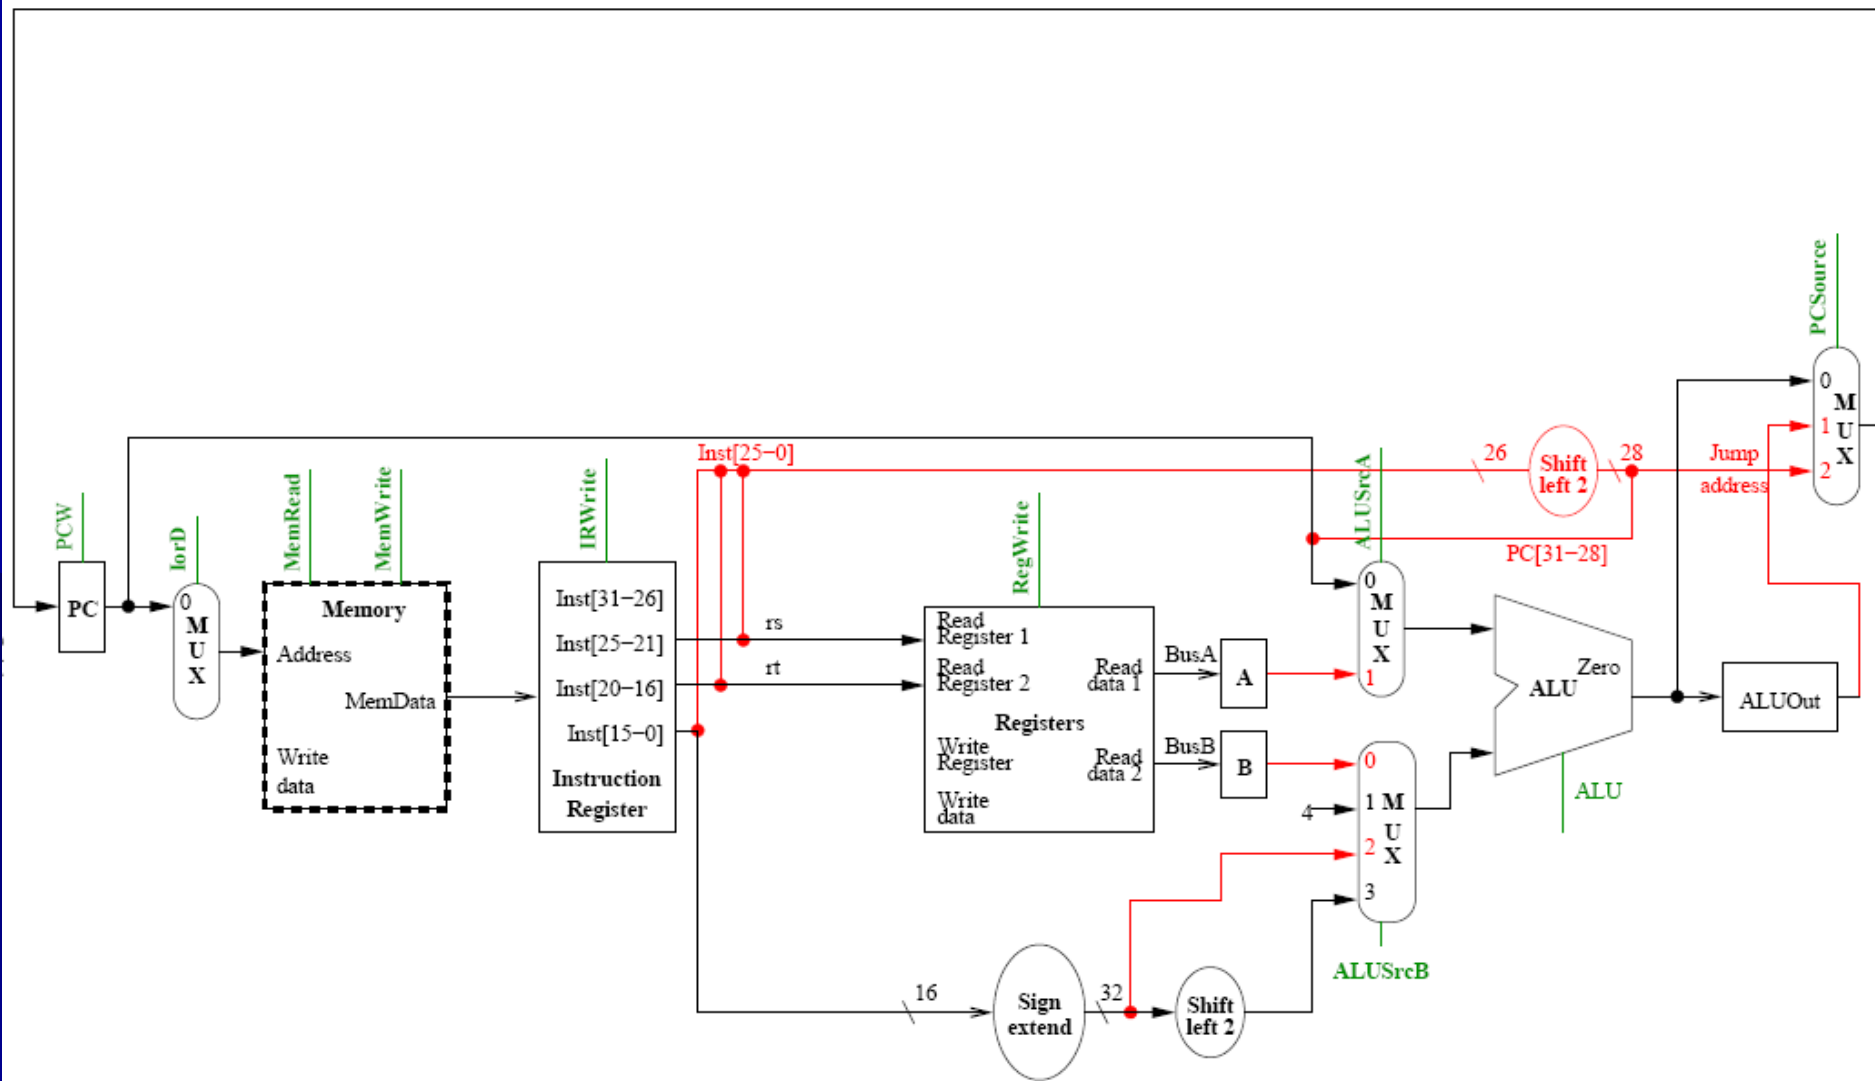 PCSource
0
M
U
X
1
2
Inst[25−0]
26
Shift
left 2
28
Jump
address
PC[31−28]
PCW
IorD
MemRead
MemWrite
IRWrite
RegWrite
ALUSrcA
PC
0
M
U
X
Memory
Address
MemData
Write
data
Inst[31−26]
Inst[25−21]
Inst[20−16]
Inst[15−0]
Instruction
Register
rs
rt
Read
Register 1
Read
Register 2
Read
data 1
Registers
Write
Register
Read
data 2
Write
data
BusA
A
BusB
B
0
M
U
X
1
0
4
1 M
U
2 X
3
ALUSrcB
Zero
ALU
ALU
ALUOut
16
Sign
extend
32
Shift
left 2